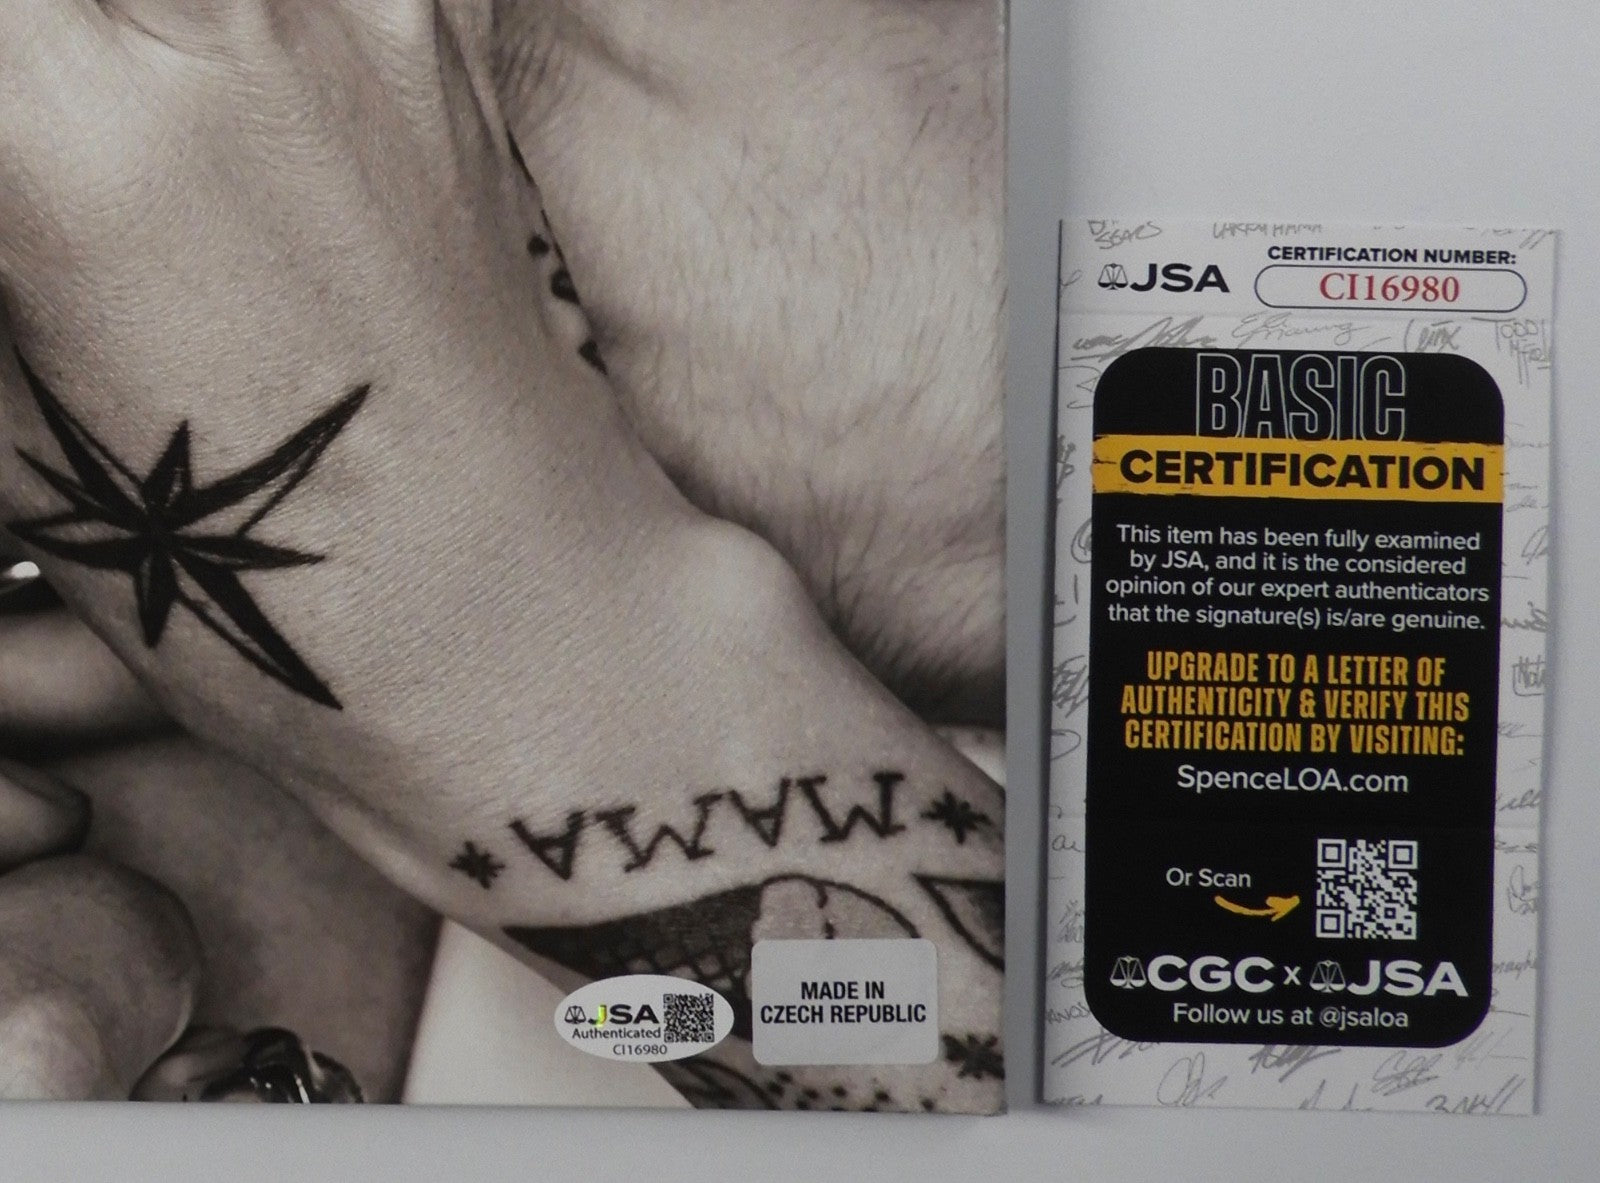 MAMA
JSA
Authenticated
CI16980
MADE IN
CZECH REPUBLIC
JSA
CERTIFICATION NUMBER:
CI16980
BASIC
CERTIFICATION
This item has been fully examined
by JSA, and it is the considered
opinion of our expert authenticators
that the signature(s) is/are genuine.
UPGRADE TO A LETTER OF
AUTHENTICITY & VERIFY THIS
CERTIFICATION BY VISITING:
SpenceLOA.com
Or Scan
CGC x JSA
Follow us at @jsaloa